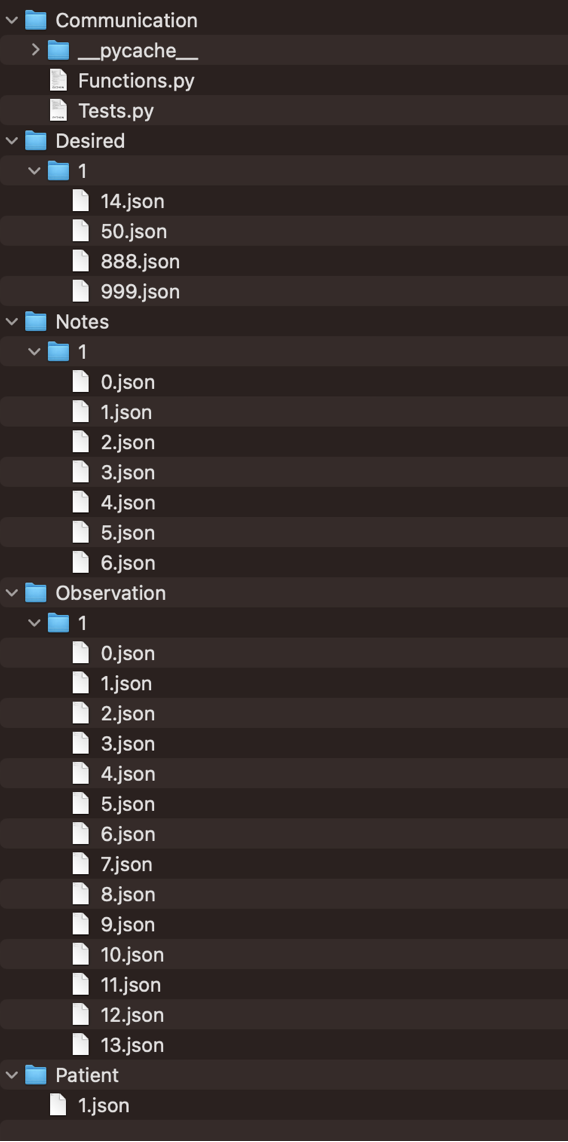 Communication
__pycache__
Functions.py
Tests.py
Desired
1
14.json
50.json
888.json
999.json
Notes
1
0.json
1.json
2.json
3.json
4.json
5.json
6.json
Observation
1
0.json
1.json
2.json
3.json
4.json
5.json
6.json
7.json
8.json
9.json
10.json
11.json
12.json
13.json
Patient
1.json